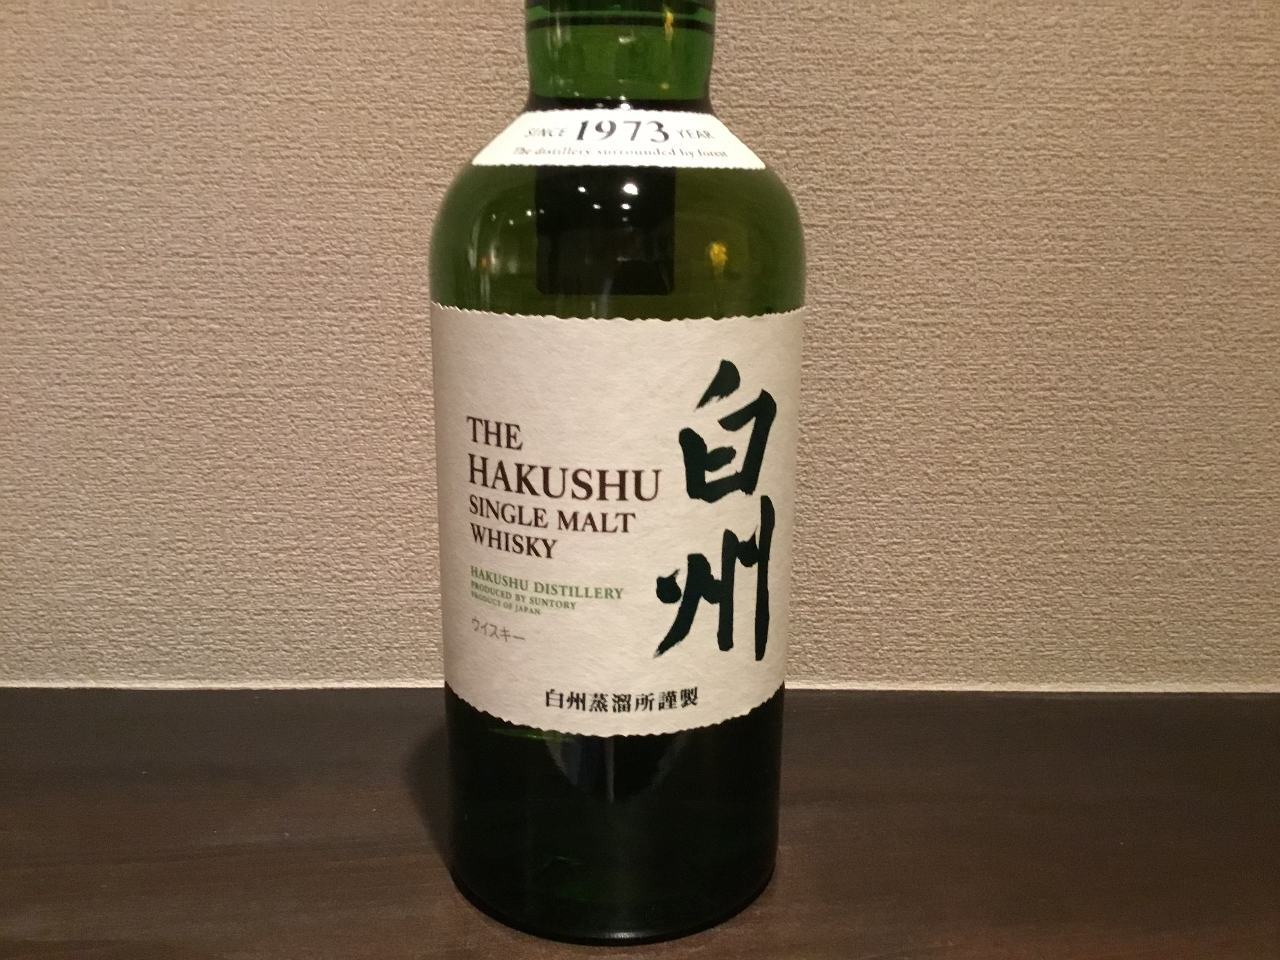 SINCE 1973 YEAR
The distillery surrounded by forest
THE
HAKUSHU
SINGLE MALT
WHISKY
HAKUSHU DISTILLERY
PRODUCED BY SUNTORY
PRODUCT OF JAPAN
ウイスキー
白州
白州蒸溜所謹製